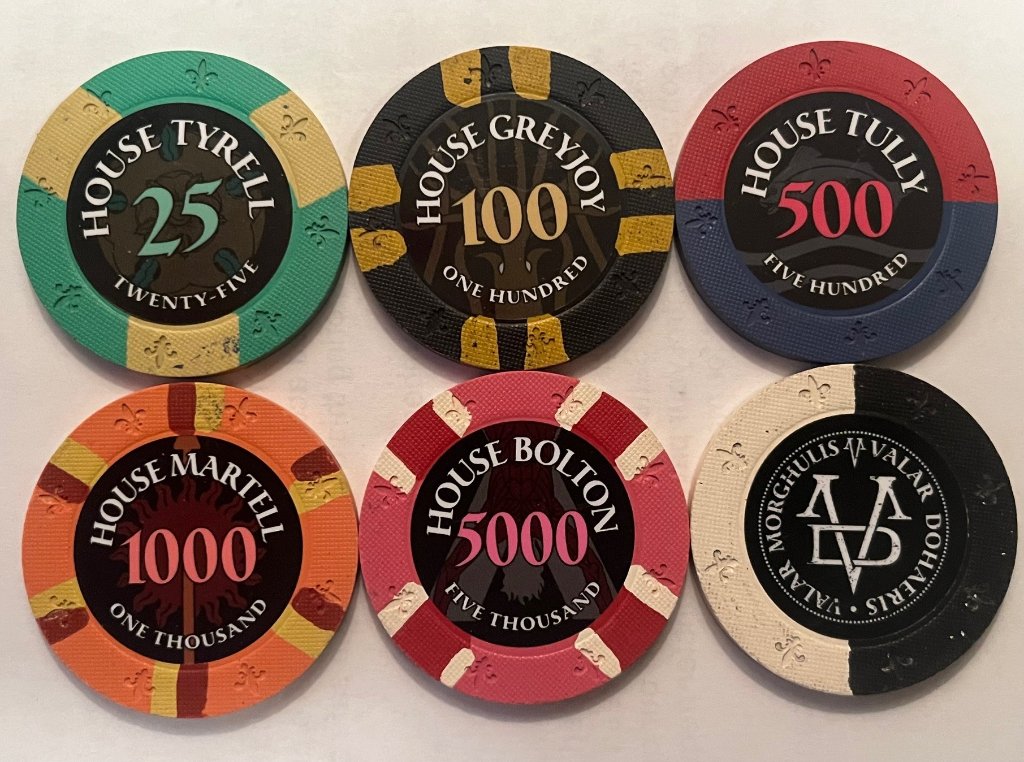 HOUSE TYRELL
25
TWENTY-FIVE
HOUSE GREYJOY
100
ONE HUNDRED
HOUSE TULLY
500
FIVE HUNDRED
HOUSE MARTELL
1000
ONE THOUSAND
HOUSE BOLTON
5000
FIVE THOUSAND
VALAR MORGHULIS
VALAR DOHAERIS